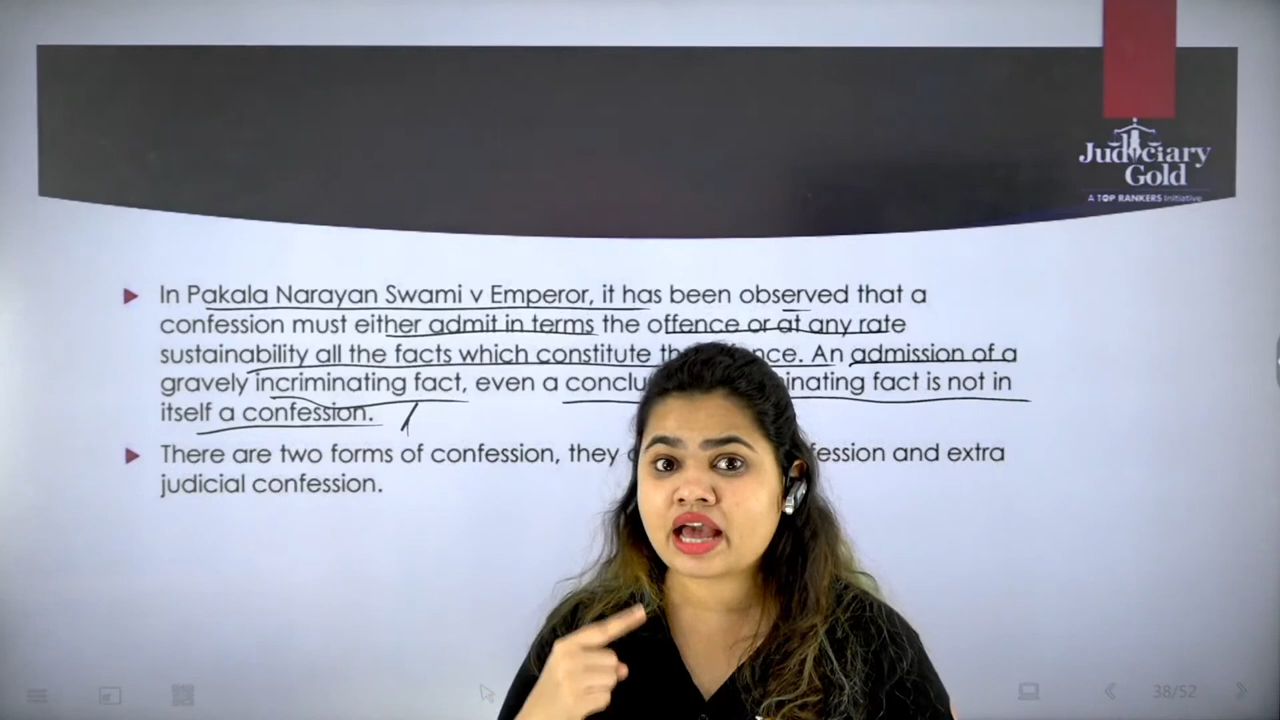 Judiciary
Gold
A TOP RANKERS Initiative
In Pakala Narayan Swami v Emperor, it has been observed that a
confession must either admit in terms the offence or at any rate
sustainability all the facts which constitute the offence. An admission of a
gravely incriminating fact, even a inating fact is not in
itself a confession.
There are two forms of confession, they fession and extra
judicial confession.
38/52